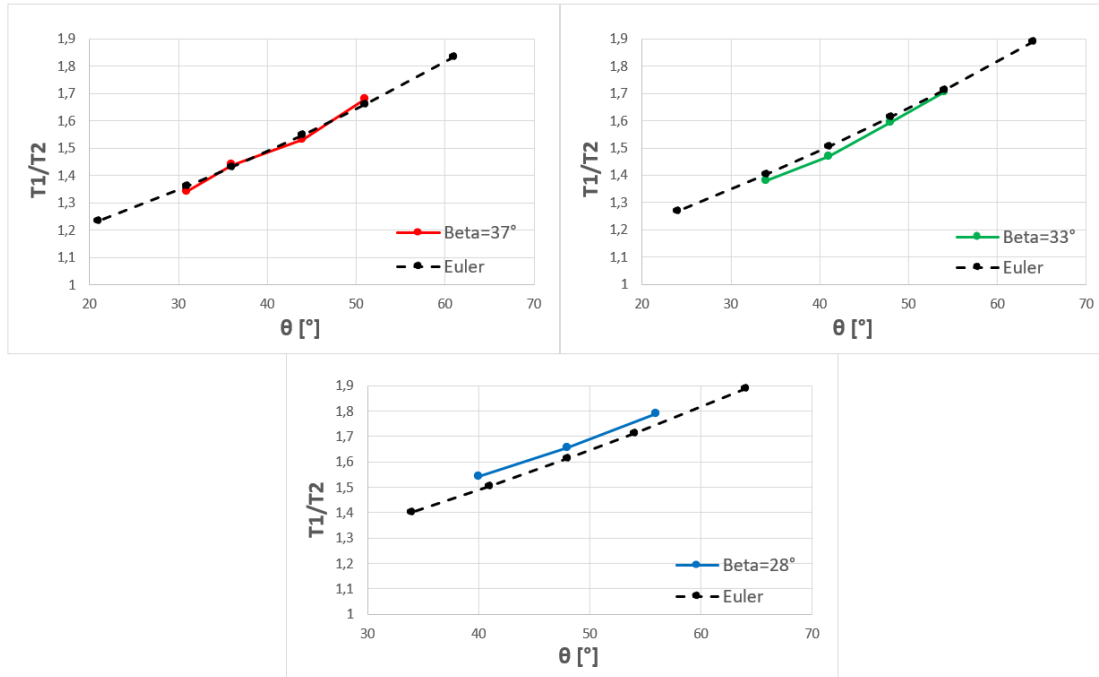 T1/T2
1,9
1,8
1,7
1,6
1,5
1,4
1,3
1,2
1,1
1
20 30 40 50 60 70
θ [°]
Beta=37°
Euler
T1/T2
1,9
1,8
1,7
1,6
1,5
1,4
1,3
1,2
1,1
1
20 30 40 50 60 70
θ [°]
Beta=33°
Euler
T1/T2
1,9
1,8
1,7
1,6
1,5
1,4
1,3
1,2
1,1
1
30 40 50 60 70
θ [°]
Beta=28°
Euler